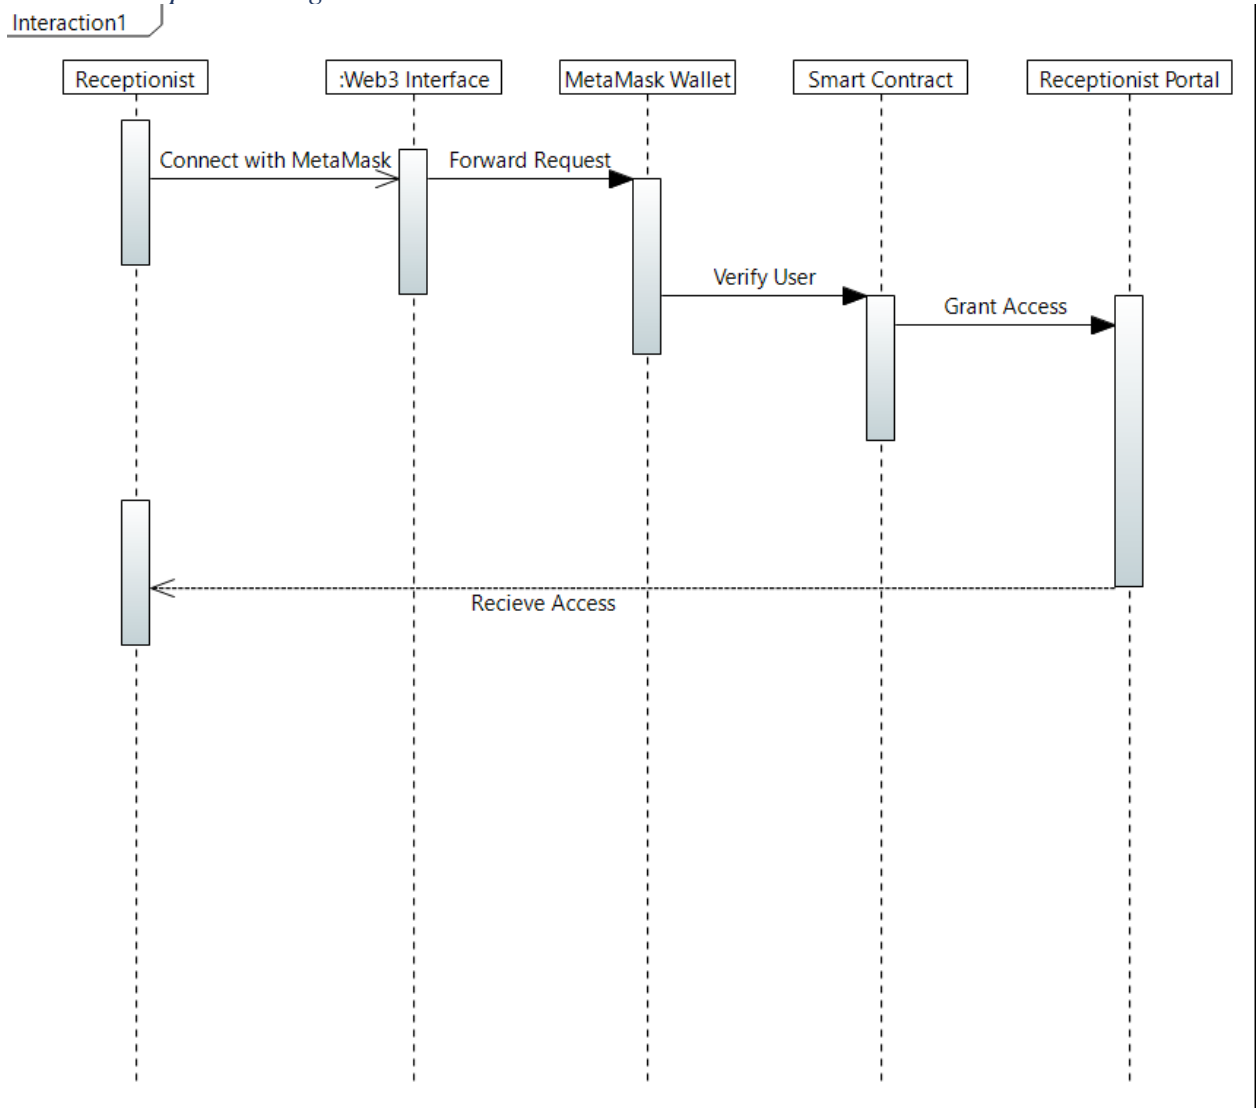 Interaction1
Receptionist
:Web3 Interface
MetaMask Wallet
Smart Contract
Receptionist Portal
Connect with MetaMask
Forward Request
Verify User
Grant Access
Recieve Access